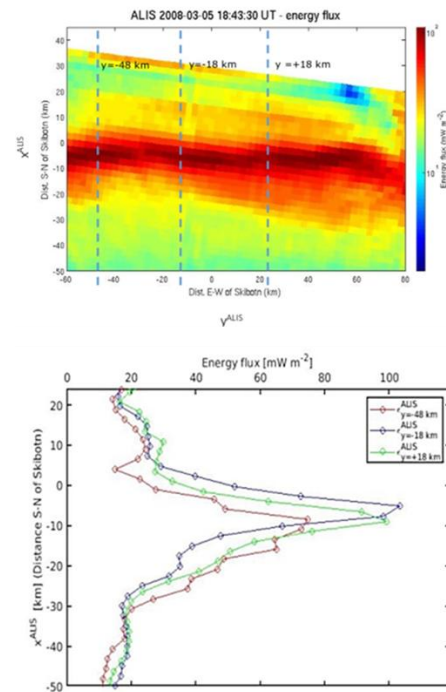 ALIS 2008-03-05 18:43:30 UT - energy flux
40
30
20
10
0
-10
-20
-30
-40
-50
x^ALIS
Dist. S-N of Skibotn (km)
y=-48 km
y=-18 km
y =+18 km
-60
-40
-20
0
20
40
60
80
Dist. E-W of Skibotn (km)
y^ALIS
Energy flux (mW m⁻²)
Energy flux [mW m⁻²]
0
20
40
60
80
100
20
10
0
-10
-20
-30
-40
-50
x^ALIS [km] (Distance S-N of Skibotn)
ALIS
y=-48 km
ALIS
y=-18 km
ALIS
y=+18 km